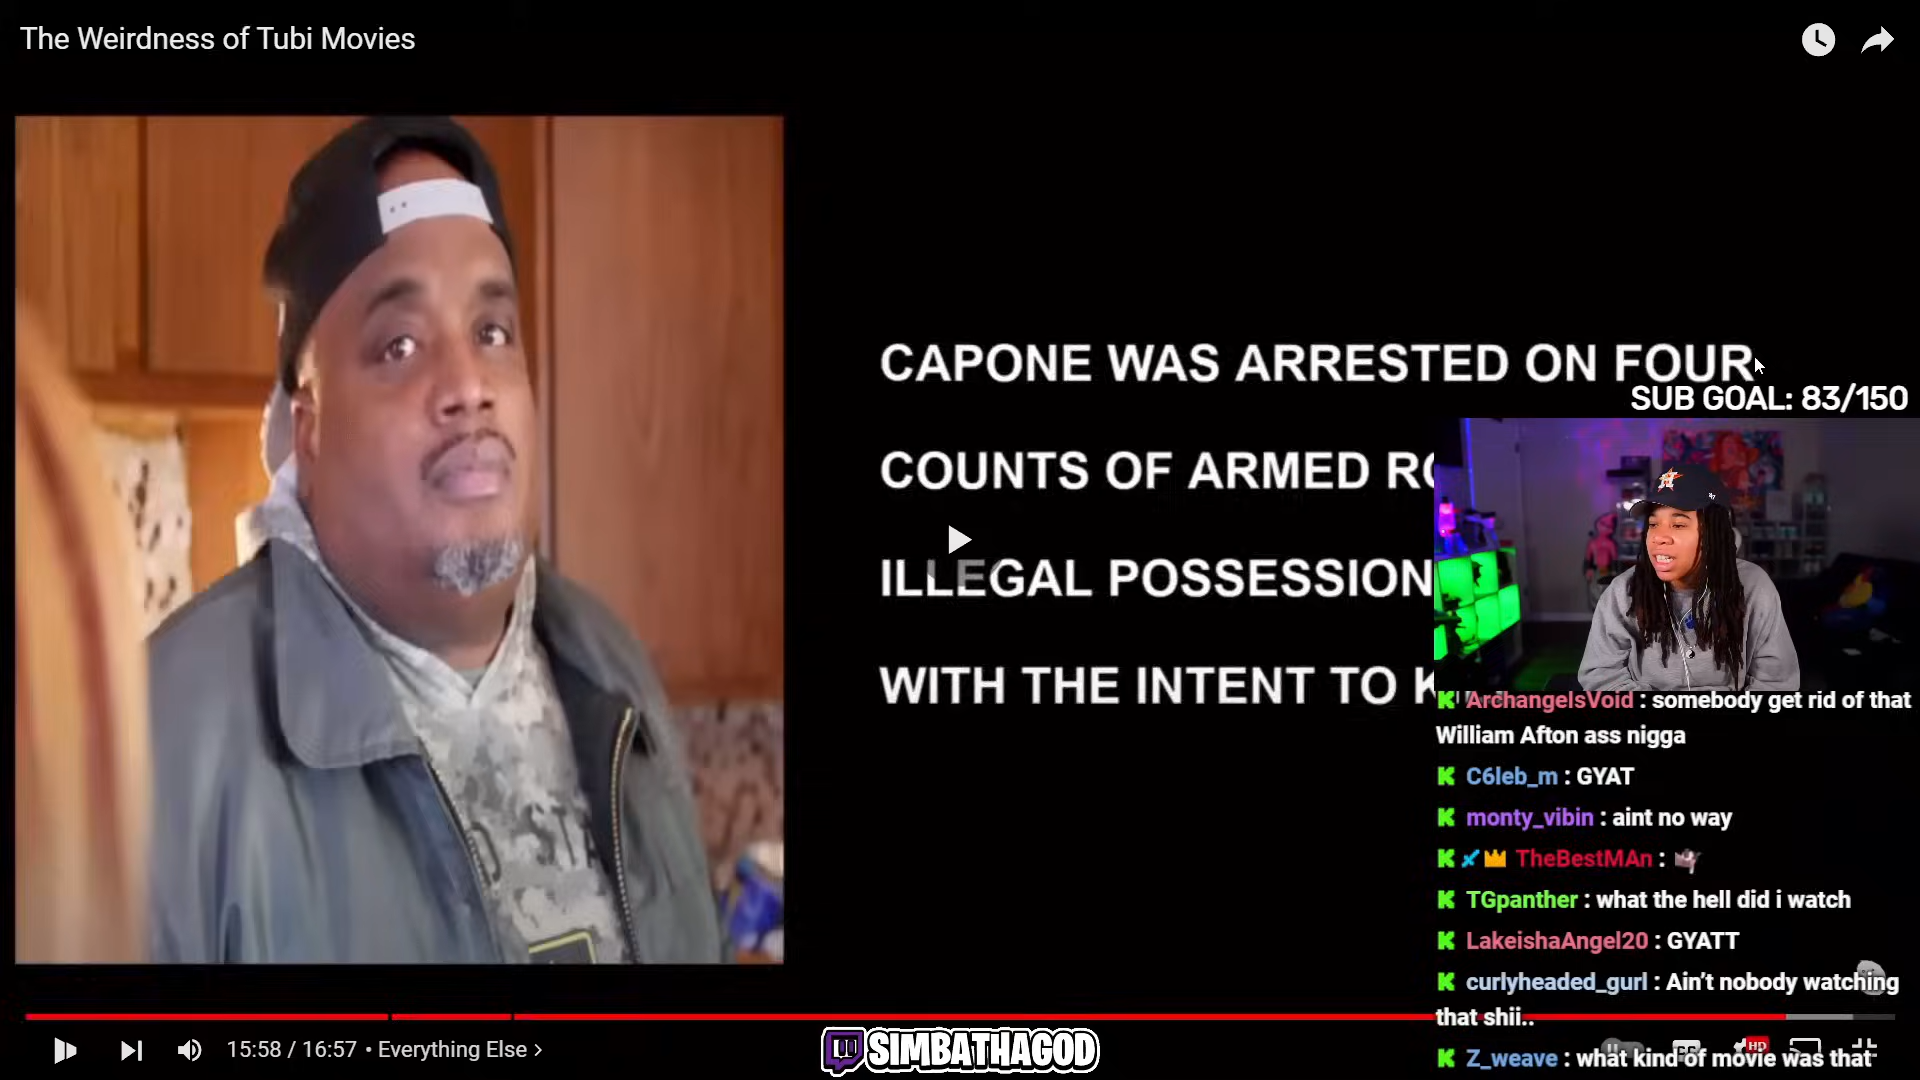 The Weirdness of Tubi Movies
CAPONE WAS ARRESTED ON FOUR
SUB GOAL: 83/150
COUNTS OF ARMED
ILLEGAL POSSESSION
WITH THE INTENT TO
ArchangelsVoid : somebody get rid of that
William Afton ass nigga
C6leb_m : GYAT
monty_vibin : aint no way
TheBestMAn :
TGpanther : what the hell did i watch
LakeishaAngel20 : GYATT
curlyheaded_gurl : Ain't nobody watching
that shii..
Z_weave : what kind of movie was that
15:58 / 16:57 • Everything Else
SIMBATHAGOD
HD